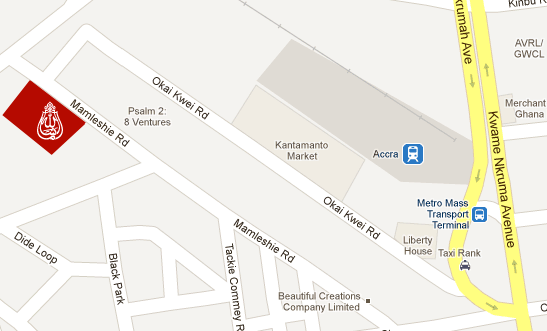 Kinbu R
krumah Ave
AVRL/
GWCL
Okai Kwei Rd
Merchant
Ghana
Psalm 2:
8 Ventures
Mamleshie Rd
Kantamanto
Market
Accra
Kwame Nkruma Avenue
Okai Kwei Rd
Metro Mass
Transport
Terminal
Mamleshie Rd
Liberty
House
Taxi Rank
Dide Loop
Black Park
Tackie Commey R
Beautiful Creations
Company Limited